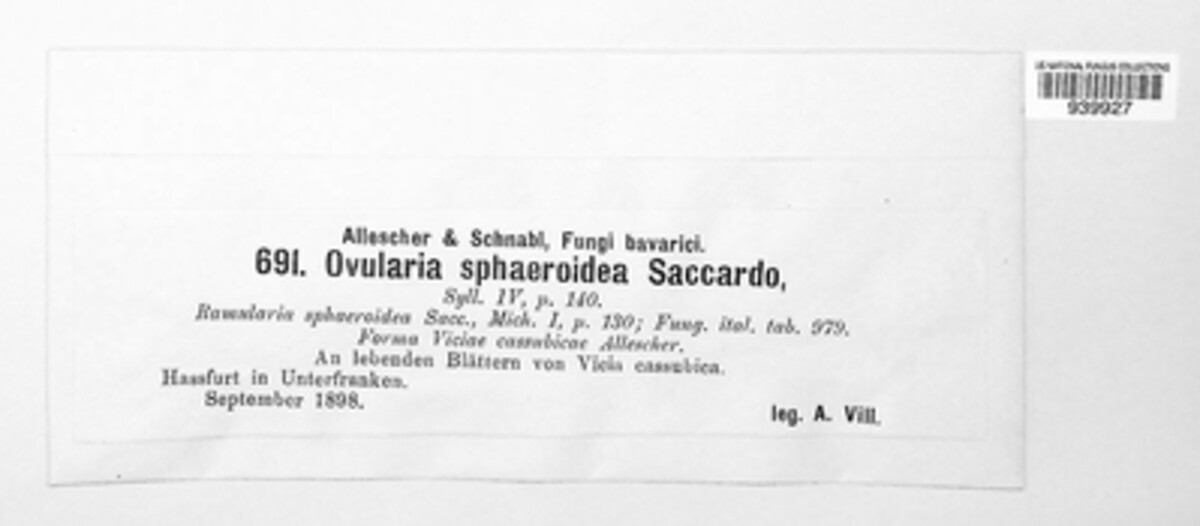 US NATIONAL FUNGUS COLLECTIONS
939927
Allescher & Schnabl, Fungi bavarici.
691. Ovularia sphaeroidea Saccardo,
Syll. IV, p. 140.
Ramularia sphaeroidea Sacc., Mich. I, p. 130; Fung. ital. tab. 979.
Forma Viciae cassubicae Allescher.
An lebenden Blättern von Vicia cassubica.
Hassfurt in Unterfranken.
September 1898.
leg. A. Vill.